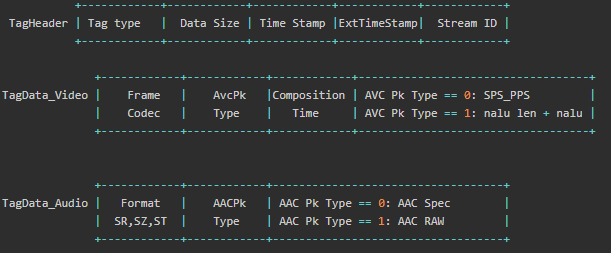 TagHeader | Tag type | Data Size | Time Stamp |ExtTimeStamp| Stream ID |
TagData_Video | Frame | AvcPk |Composition | AVC Pk Type == 0: SPS_PPS |
| Codec | Type | Time | AVC Pk Type == 1: nalu len + nalu |
TagData_Audio | Format | AACPk | AAC Pk Type == 0: AAC Spec |
| SR,SZ,ST | Type | AAC Pk Type == 1: AAC RAW |